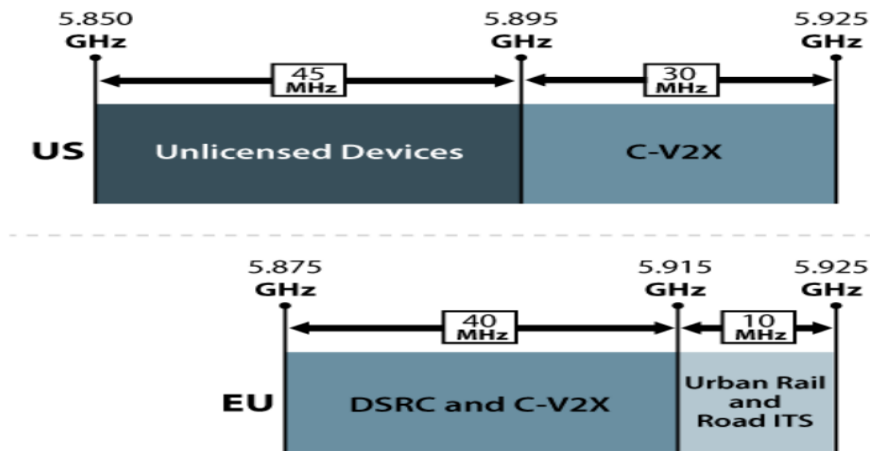 5.850 GHz
5.895 GHz
5.925 GHz
45 MHz
30 MHz
US
Unlicensed Devices
C-V2X
5.875 GHz
5.915 GHz
5.925 GHz
40 MHz
10 MHz
EU
DSRC and C-V2X
Urban Rail
and
Road ITS